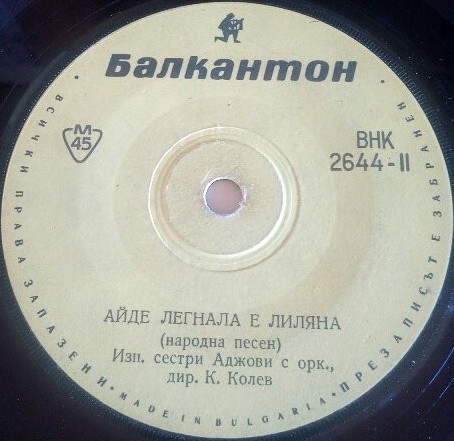 Балкантон
М
45
ВНК
2644-II
АЙДЕ ЛЕГНАЛА Е ЛИЛЯНА
(народна песен)
Изп. сестри Аджови с орк.,
дир. К. Колев
· ВСИЧКИ ПРАВА ЗАПАЗЕНИ · MADE IN BULGARIA · ПРЕЗАПИСЪТ Е ЗАБРАНЕН ·